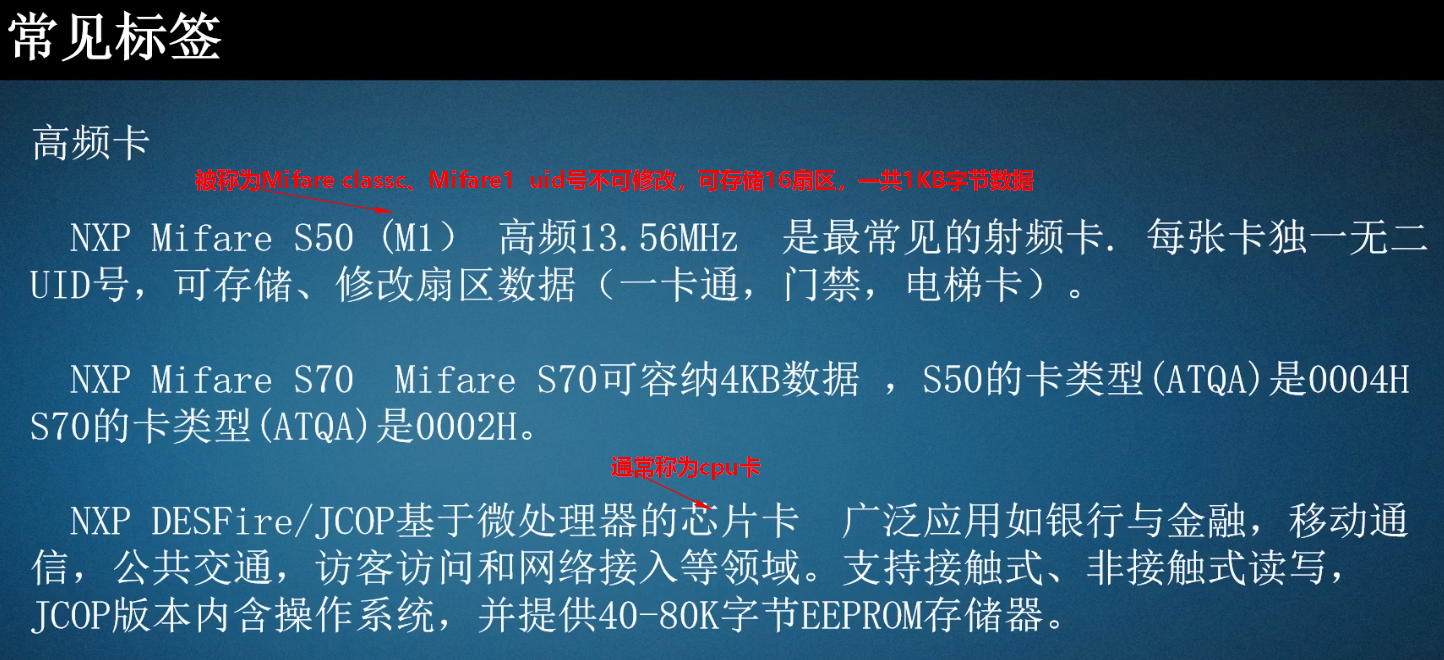 常见标签
高频卡
被称为Mifare classc、Mifare1  uid号不可修改，可存储16扇区，一共1KB字节数据
NXP Mifare S50 (M1） 高频13.56MHz  是最常见的射频卡. 每张卡独一无二
UID号，可存储、修改扇区数据（一卡通，门禁，电梯卡）。
NXP Mifare S70  Mifare S70可容纳4KB数据 ，S50的卡类型(ATQA)是0004H
S70的卡类型(ATQA)是0002H。
通常称为cpu卡
NXP DESFire/JCOP基于微处理器的芯片卡  广泛应用如银行与金融，移动通
信，公共交通，访客访问和网络接入等领域。支持接触式、非接触式读写，
JCOP版本内含操作系统，并提供40-80K字节EEPROM存储器。